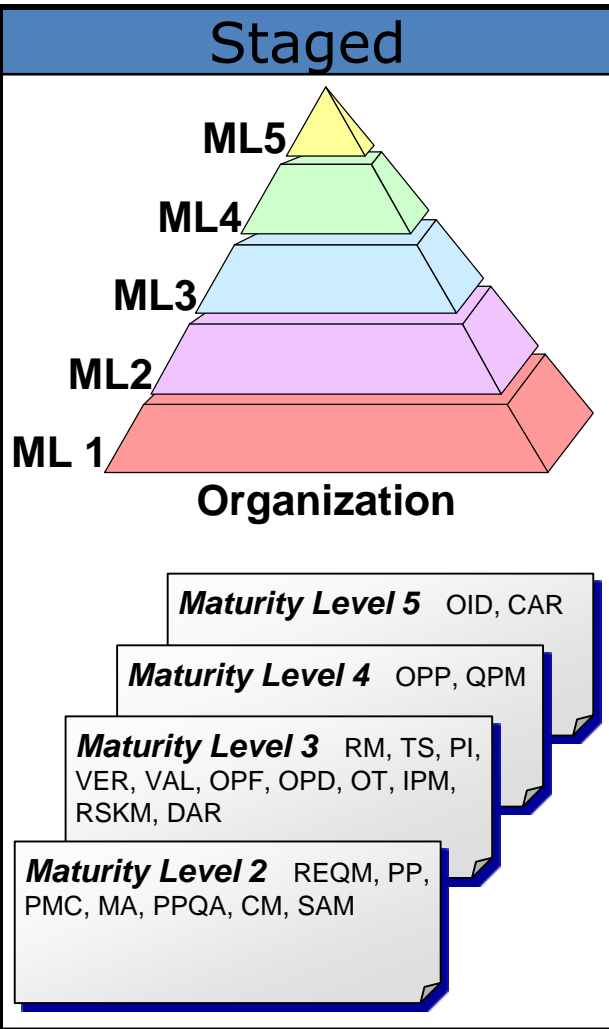 Staged
ML5
ML4
ML3
ML2
ML 1
Organization
Maturity Level 5 OID, CAR
Maturity Level 4 OPP, QPM
Maturity Level 3 RM, TS, PI,
VER, VAL, OPF, OPD, OT, IPM,
RSKM, DAR
Maturity Level 2 REQM, PP,
PMC, MA, PPQA, CM, SAM